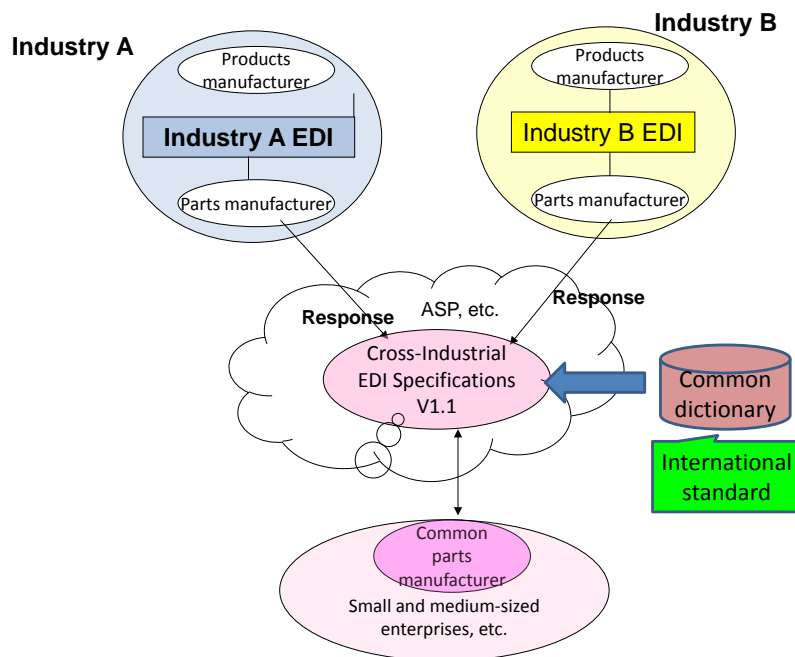 Industry A
Industry B
Products
manufacturer
Industry A EDI
Parts manufacturer
Products
manufacturer
Industry B EDI
Parts manufacturer
Response
ASP, etc.
Response
Cross-Industrial
EDI Specifications
V1.1
Common
dictionary
International
standard
Common
parts
manufacturer
Small and medium-sized
enterprises, etc.